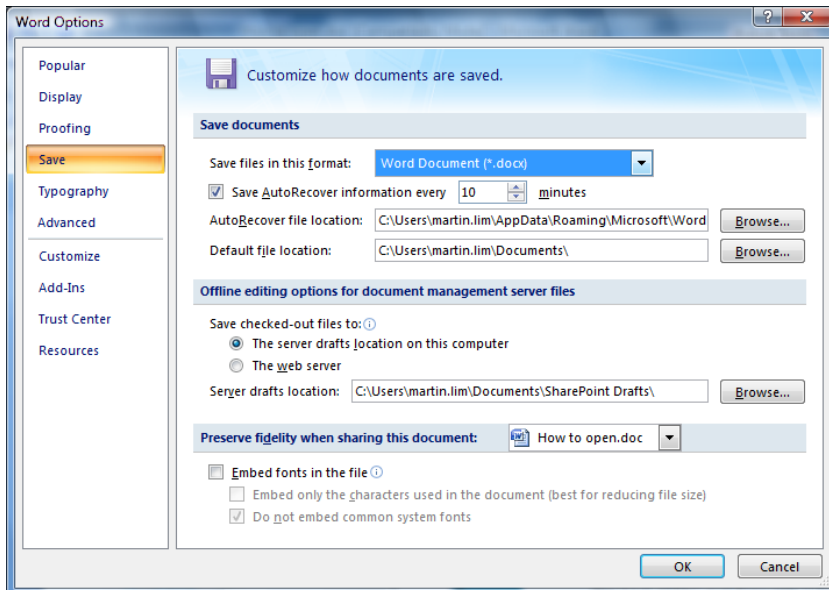 Word Options
Popular
Display
Proofing
Save
Typography
Advanced
Customize
Add-Ins
Trust Center
Resources
Customize how documents are saved.
Save documents
Save files in this format: Word Document (*.docx)
Save AutoRecover information every 10 minutes
AutoRecover file location: C:\Users\martin.lim\AppData\Roaming\Microsoft\Word Browse...
Default file location: C:\Users\martin.lim\Documents\ Browse...
Offline editing options for document management server files
Save checked-out files to:
The server drafts location on this computer
The web server
Server drafts location: C:\Users\martin.lim\Documents\SharePoint Drafts\ Browse...
Preserve fidelity when sharing this document: How to open.doc
Embed fonts in the file
Embed only the characters used in the document (best for reducing file size)
Do not embed common system fonts
OK Cancel